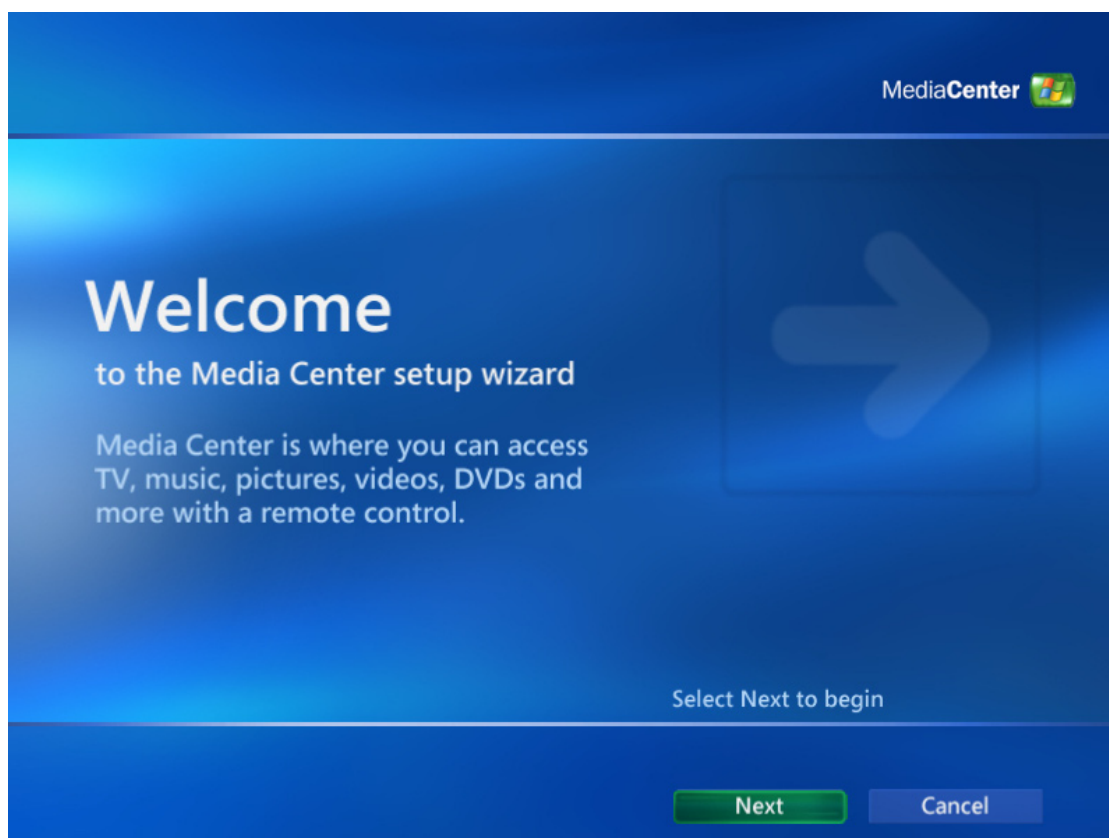 MediaCenter
Welcome
to the Media Center setup wizard
Media Center is where you can access
TV, music, pictures, videos, DVDs and
more with a remote control.
Select Next to begin
Next
Cancel